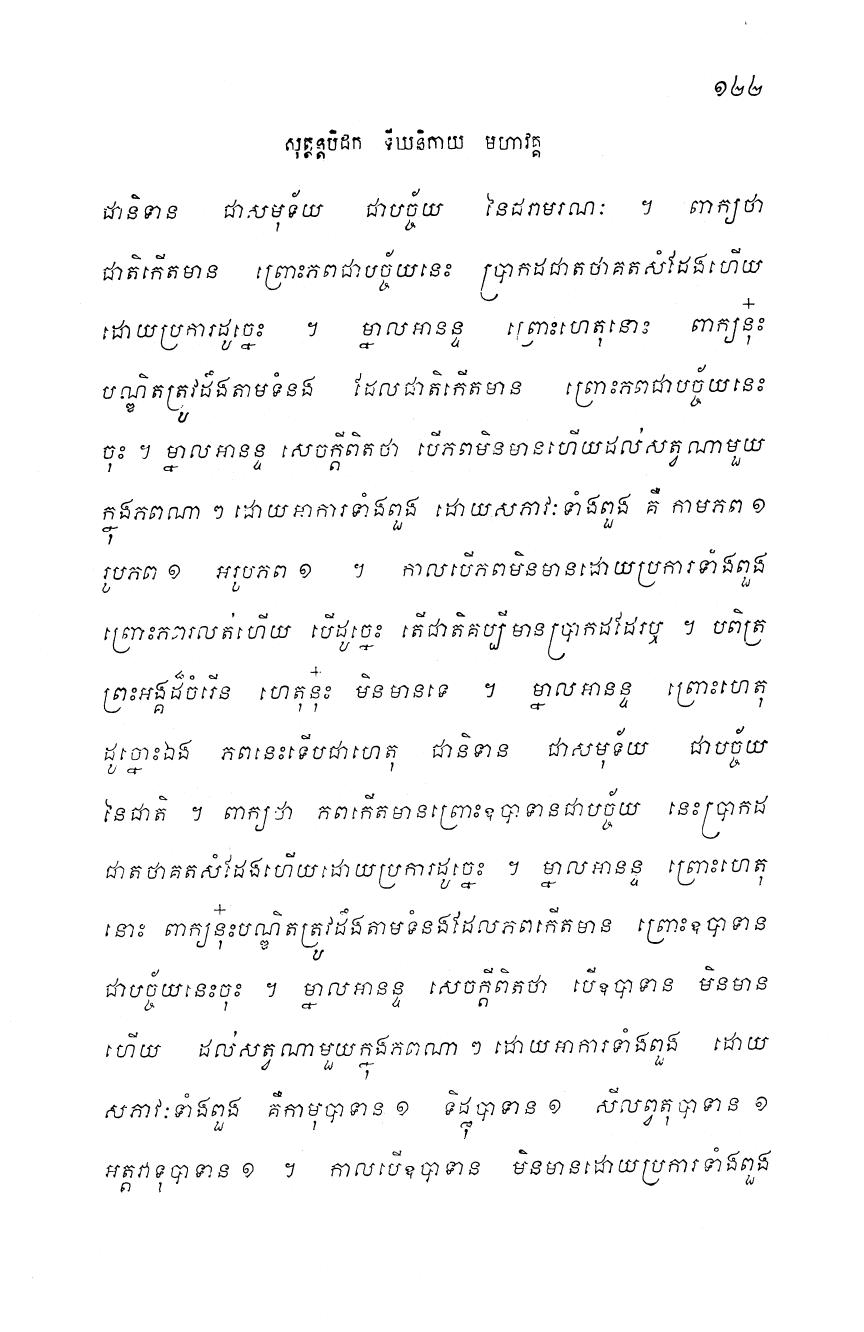 ១២២
សុត្តន្តបិដក ទីឃនិកាយ មហាវគ្គ
ជានិទាន ជាសមុទ័យ ជាបច្ច័យ នៃជរាមរណៈ ។ ពាក្យថា
ជាតិកើតមាន ព្រោះភពជាបច្ច័យនេះ ប្រាកដជាតថាគតសំដែងហើយ
ដោយប្រការដូច្នេះ ។ ម្នាលអានន្ទ ព្រោះហេតុនោះ ពាក្យនុ៎ះ
បណ្ឌិតត្រូវដឹងតាមទំនង ដែលជាតិកើតមាន ព្រោះភពជាបច្ច័យនេះ
ចុះ ។ ម្នាលអានន្ទ សេចក្តីពិតថា បើភពមិនមានហើយដល់សត្វណាមួយ
ក្នុងភពណា ៗ ដោយអាការទាំងពួង ដោយសភាវៈទាំងពួង គឺ កាមភព ១
រូបភព ១ អរូបភព ១ ។ កាលបើភពមិនមានដោយប្រការទាំងពួង
ព្រោះភពរលត់ហើយ បើដូច្នេះ តើជាតិគប្បីមានប្រាកដដែរឬ ។ បពិត្រ
ព្រះអង្គដ៏ចំរើន ហេតុនុ៎ះ មិនមានទេ ។ ម្នាលអានន្ទ ព្រោះហេតុ
ដូច្នោះឯង ភពនេះទើបជាហេតុ ជានិទាន ជាសមុទ័យ ជាបច្ច័យ
នៃជាតិ ។ ពាក្យថា ភពកើតមានព្រោះឧបាទានជាបច្ច័យ នេះប្រាកដ
ជាតថាគតសំដែងហើយដោយប្រការដូច្នេះ ។ ម្នាលអានន្ទ ព្រោះហេតុ
នោះ ពាក្យនុ៎ះបណ្ឌិតត្រូវដឹងតាមទំនងដែលភពកើតមាន ព្រោះឧបាទាន
ជាបច្ច័យនេះចុះ ។ ម្នាលអានន្ទ សេចក្តីពិតថា បើឧបាទាន មិនមាន
ហើយ ដល់សត្វណាមួយក្នុងភពណា ៗ ដោយអាការទាំងពួង ដោយ
សភាវៈទាំងពួង គឺកាមុបាទាន ១ ទិដ្ឋុបាទាន ១ សីលព្វតុបាទាន ១
អត្តវាទុបាទាន ១ ។ កាលបើឧបាទាន មិនមានដោយប្រការទាំងពួង